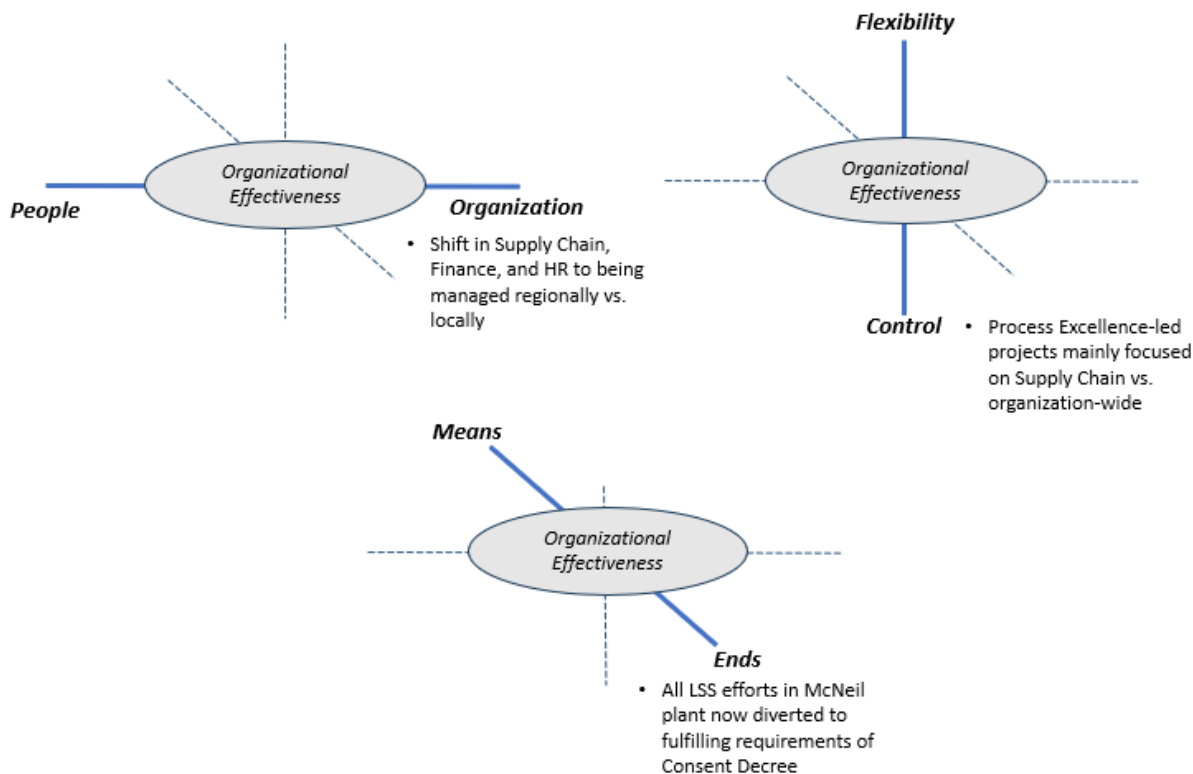 Organizational
Effectiveness
People
Organization
• Shift in Supply Chain,
Finance, and HR to being
managed regionally vs.
locally
Flexibility
Organizational
Effectiveness
Control
• Process Excellence-led
projects mainly focused
on Supply Chain vs.
organization-wide
Means
Organizational
Effectiveness
Ends
• All LSS efforts in McNeil
plant now diverted to
fulfilling requirements of
Consent Decree